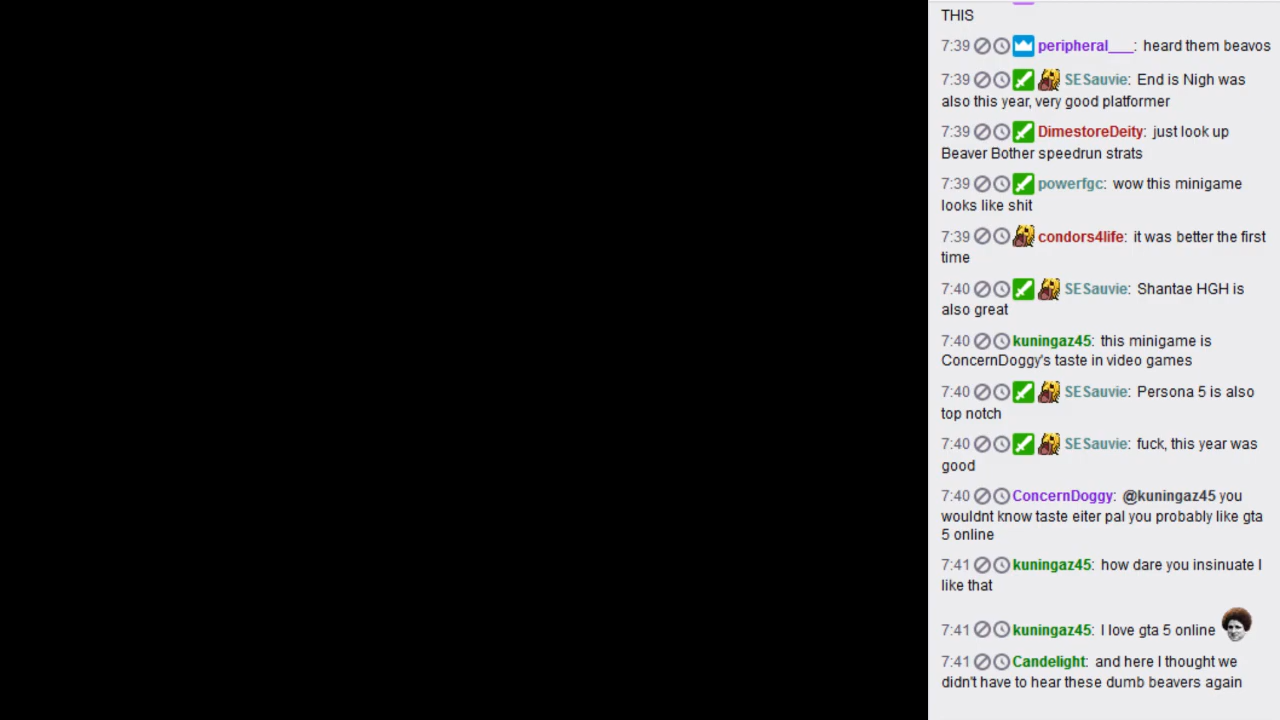 THIS
7:39 peripheral___: heard them beavos
7:39 SESauvie: End is Nigh was
also this year, very good platformer
7:39 DimestoreDeity: just look up
Beaver Bother speedrun strats
7:39 powerfgc: wow this minigame
looks like shit
7:39 condors4life: it was better the first
time
7:40 SESauvie: Shantae HGH is
also great
7:40 kuningaz45: this minigame is
ConcernDoggy's taste in video games
7:40 SESauvie: Persona 5 is also
top notch
7:40 SESauvie: fuck, this year was
good
7:40 ConcernDoggy: @kuningaz45 you
wouldnt know taste eiter pal you probably like gta
5 online
7:41 kuningaz45: how dare you insinuate I
like that
7:41 kuningaz45: I love gta 5 online
7:41 Candelight: and here I thought we
didn't have to hear these dumb beavers again